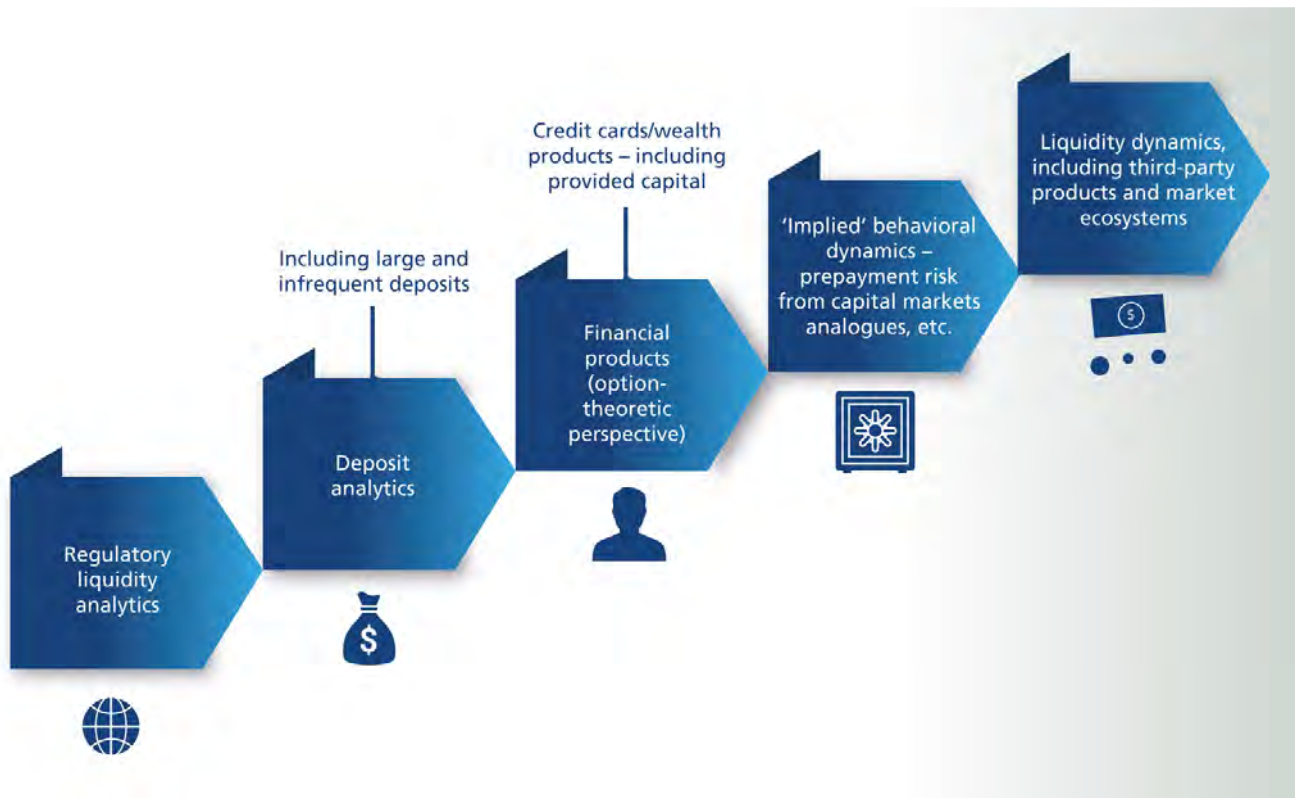 Regulatory
liquidity
analytics
Including large and
infrequent deposits
Deposit
analytics
$
Credit cards/wealth
products – including
provided capital
Financial
products
(option-
theoretic
perspective)
‘Implied’ behavioral
dynamics –
prepayment risk
from capital markets
analogues, etc.
Liquidity dynamics,
including third-party
products and market
ecosystems
$